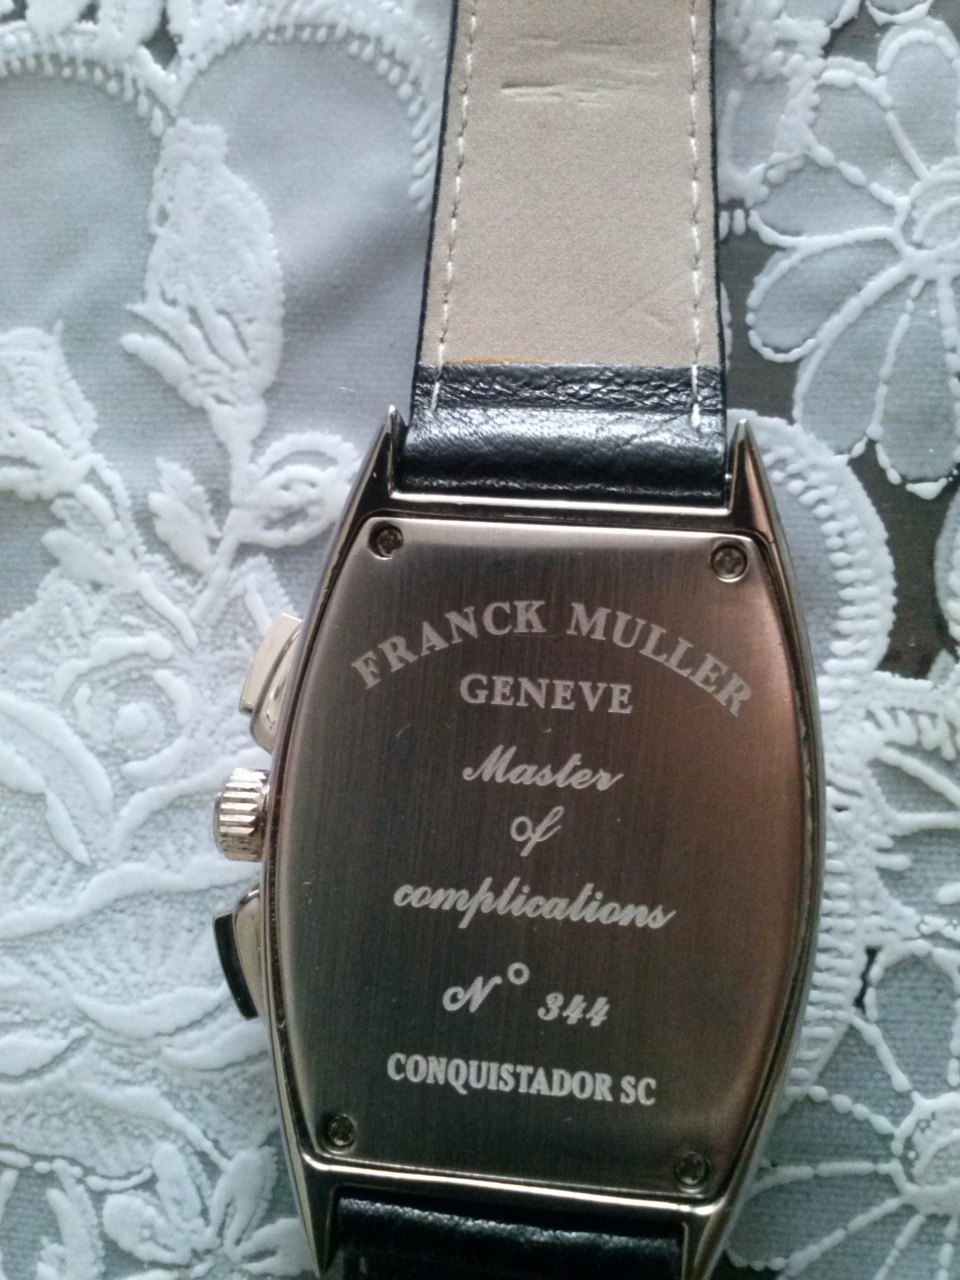 FRANCK MULLER
GENEVE
Master
of
complications
N° 344
CONQUISTADOR SC